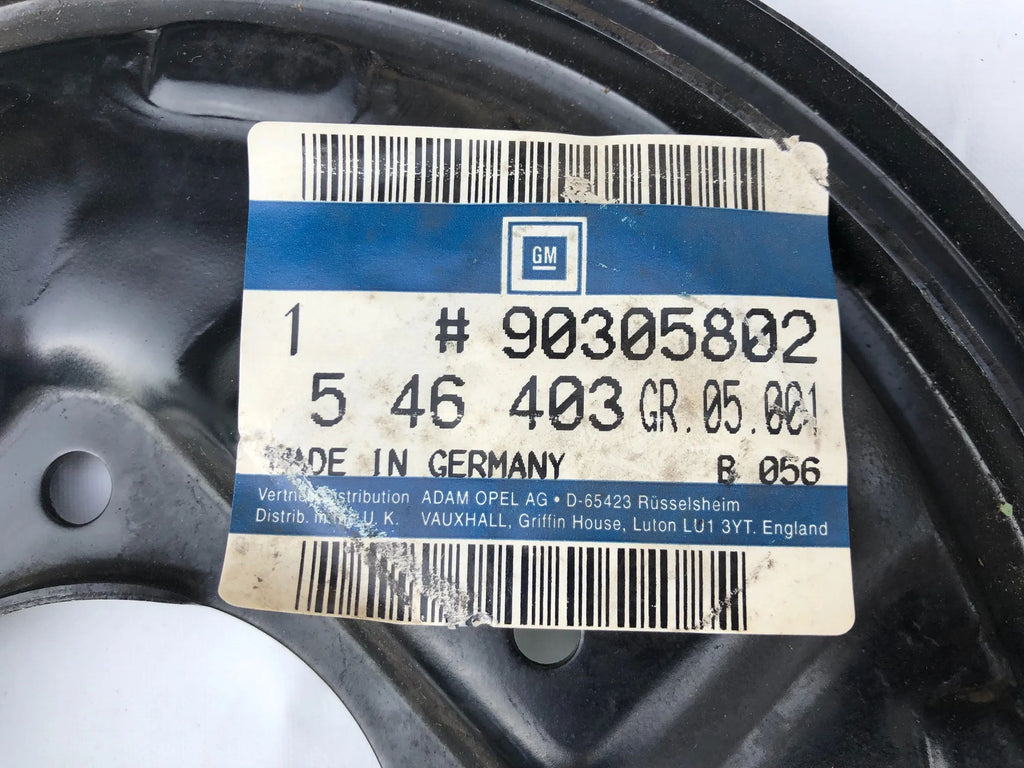 GM
1 # 90305802
5 46 403 GR. 05.001
MADE IN GERMANY B 056
ADAM OPEL AG • D-65423 Rüsselsheim
Distrib. U. K. VAUXHALL, Griffin House, Luton LU1 3YT. England